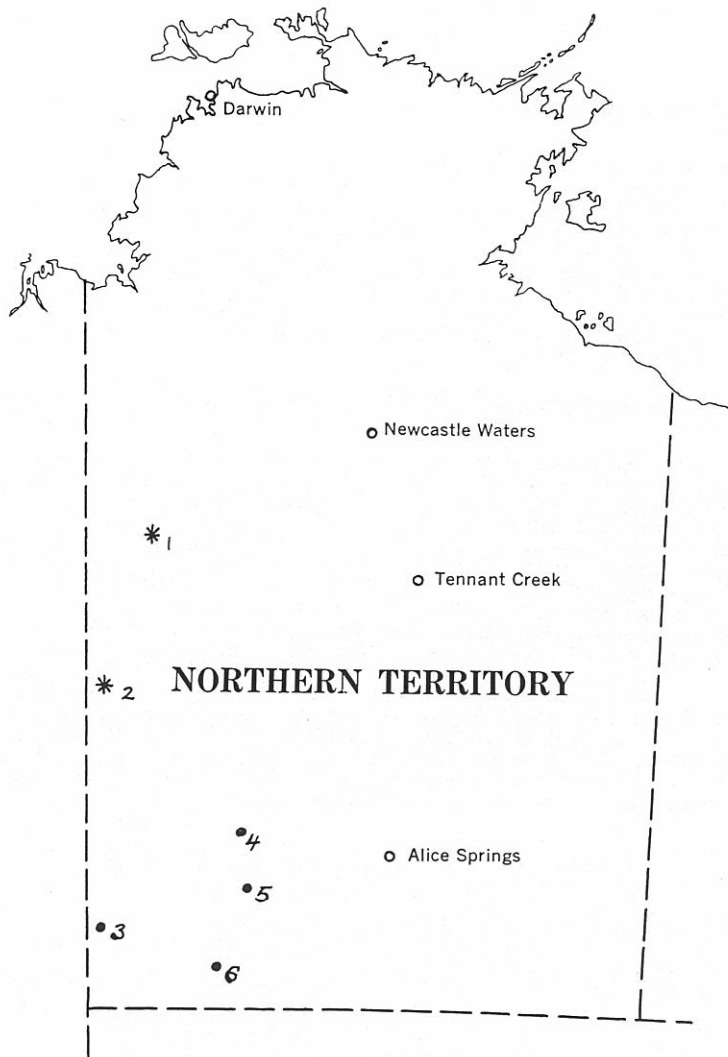 Darwin
Newcastle Waters
1
Tennant Creek
2
NORTHERN TERRITORY
4
Alice Springs
5
3
6